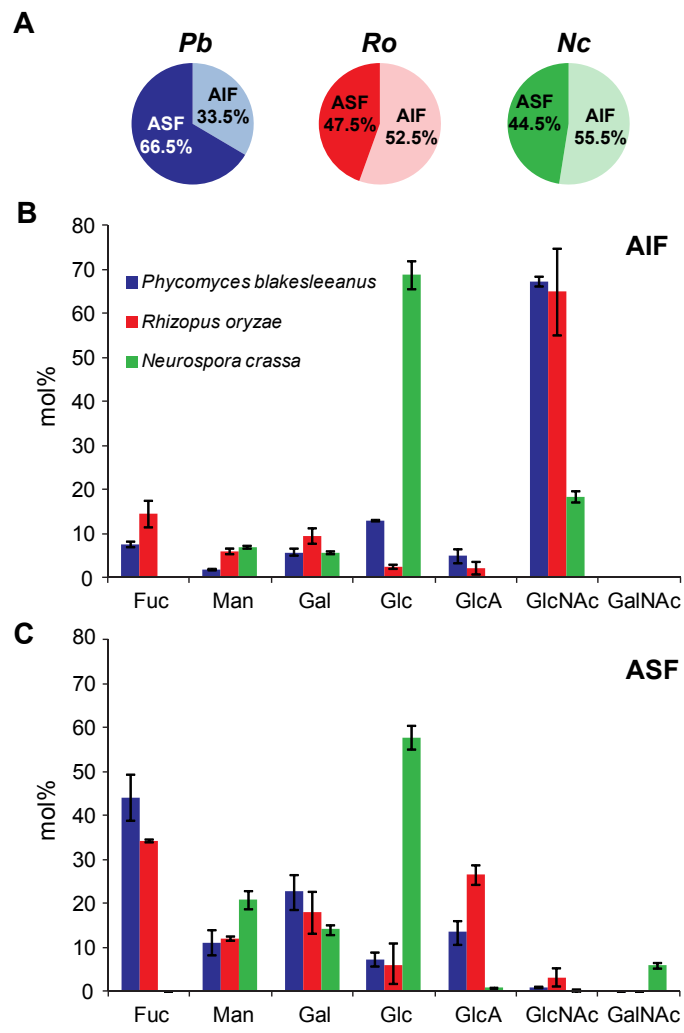 A
Pb Ro Nc
ASF 66.5% AIF 33.5%
ASF 47.5% AIF 52.5%
ASF 44.5% AIF 55.5%
B
AIF
80
70
60
50
40
30
20
10
0
mol%
Phycomyces blakesleeanus
Rhizopus oryzae
Neurospora crassa
Fuc Man Gal Glc GlcA GlcNAc GalNAc
C
ASF
80
70
60
50
40
30
20
10
0
mol%
Fuc Man Gal Glc GlcA GlcNAc GalNAc